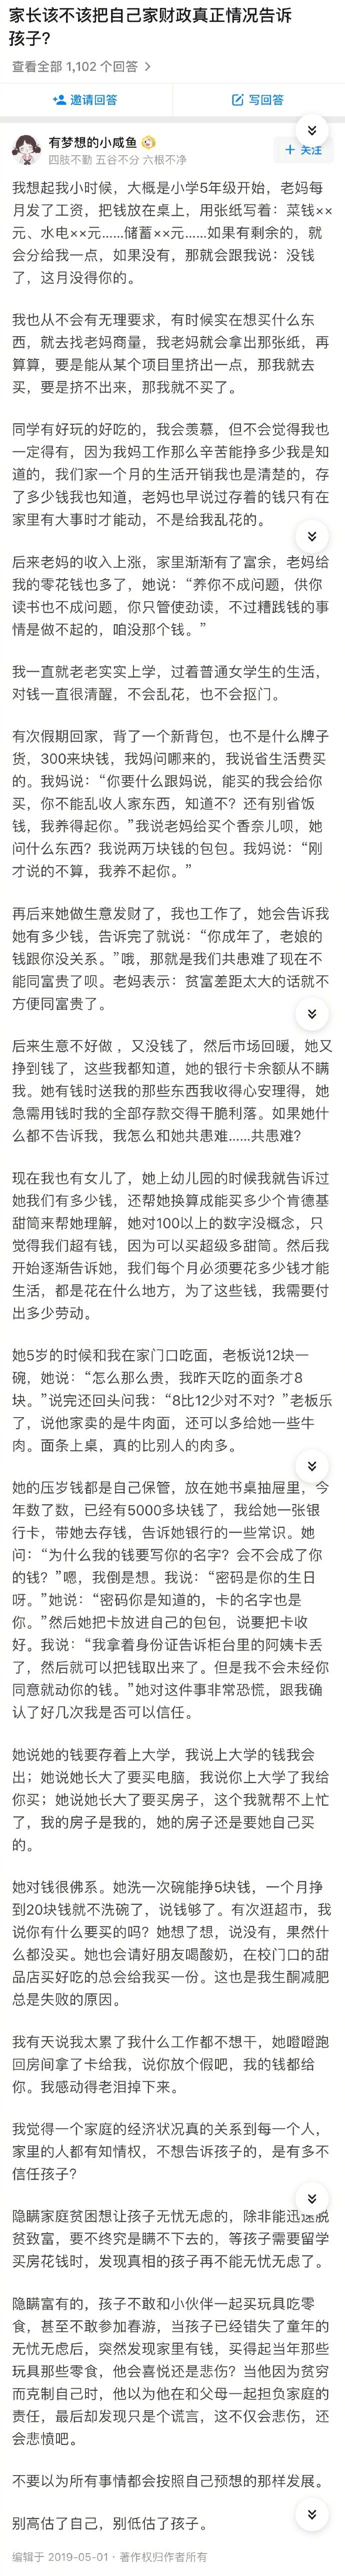 家长该不该把自己家财政真正情况告诉
孩子?
查看全部 1,102 个回答
邀请回答
写回答
有梦想的小咸鱼
四肢不勤 五谷不分 六根不净
+ 关注
我想起我小时候，大概是小学5年级开始，老妈每
月发了工资，把钱放在桌上，用张纸写着：菜钱××
元、水电××元……储蓄××元……如果有剩余的，就
会分给我一点，如果没有，那就会跟我说：没钱
了，这月没得你的。
我也从不会有无理要求，有时候实在想买什么东
西，就去找老妈商量，我老妈就会拿出那张纸，再
算算，要是能从某个项目里挤出一点，那我就去
买，要是挤不出来，那我就不买了。
同学有好玩的好吃的，我会羡慕，但不会觉得我也
一定得有，因为我妈工作那么辛苦能挣多少我是知
道的，我们家一个月的生活开销我也是清楚的，存
了多少钱我也知道，老妈也早说过存着的钱只有在
家里有大事时才能动，不是给我乱花的。
后来老妈的收入上涨，家里渐渐有了富余，老妈给
我的零花钱也多了，她说：“养你不成问题，供你
读书也不成问题，你只管使劲读，不过糟践钱的事
情是做不起的，咱没那个钱。”
我一直就老老实实上学，过着普通女学生的生活，
对钱一直很清醒，不会乱花，也不会抠门。
有次假期回家，背了一个新背包，也不是什么牌子
货，300来块钱，我妈问哪来的，我说省生活费买
的。我妈说：“你要什么跟妈说，能买的我会给你
买，你不能乱收人家东西，知道不？还有别省饭
钱，我养得起你。”我说老妈给买个香奈儿呗，她
问什么东西？我说两万块钱的包包。我妈说：“刚
才说的不算，我养不起你。”
再后来她做生意发财了，我也工作了，她会告诉我
她有多少钱，告诉完了就说：“你成年了，老娘的
钱跟你没关系。”哦，那就是我们共患难了现在不
能同富贵了呗。老妈表示：贫富差距太大的话就不
方便同富贵了。
后来生意不好做 ，又没钱了，然后市场回暖，她又
挣到钱了，这些我都知道，她的银行卡余额从不瞒
我。她有钱时送我的那些东西我收得心安理得，她
急需用钱时我的全部存款交得干脆利落。如果她什
么都不告诉我，我怎么和她共患难……共患难?
现在我也有女儿了，她上幼儿园的时候我就告诉过
她我们有多少钱，还帮她换算成能买多少个肯德基
甜筒来帮她理解，她对100以上的数字没概念，只
觉得我们超有钱，因为可以买超级多甜筒。然后我
开始逐渐告诉她，我们每个月必须要花多少钱才能
生活，都是花在什么地方，为了这些钱，我需要付
出多少劳动。
她5岁的时候和我在家门口吃面，老板说12块一
碗，她说：“怎么那么贵，我昨天吃的面条才8
块。”说完还回头问我：“8比12少对不对？”老板乐
了，说他家卖的是牛肉面，还可以多给她一些牛
肉。面条上桌，真的比别人的肉多。
她的压岁钱都是自己保管，放在她书桌抽屉里，今
年数了数，已经有5000多块钱了，我给她一张银
行卡，带她去存钱，告诉她银行的一些常识。她
问：“为什么我的钱要写你的名字？会不会成了你
的钱？”嗯，我倒是想。我说：“密码是你的生日
呀。”她说：“密码你是知道的，卡的名字也是
你。”然后她把卡放进自己的包包，说要把卡收
好。我说：“我拿着身份证告诉柜台里的阿姨卡丢
了，然后就可以把钱取出来了。但是我不会未经你
同意就动你的钱。”她对这件事非常恐慌，跟我确
认了好几次我是否可以信任。
她说她的钱要存着上大学，我说上大学的钱我会
出；她说她长大了要买电脑，我说你上大学了我给
你买；她说她长大了要买房子，这个我就帮不上忙
了，我的房子是我的，她的房子还是要她自己买
的。
她对钱很佛系。她洗一次碗能挣5块钱，一个月挣
到20块钱就不洗碗了，说钱够了。有次逛超市，我
说你有什么要买的吗？她想了想，说没有，果然什
么都没买。她也会请好朋友喝酸奶，在校门口的甜
品店买好吃的总会给我买一份。这也是我生酮减肥
总是失败的原因。
我有天说我太累了我什么工作都不想干，她噔噔跑
回房间拿了卡给我，说你放个假吧，我的钱都给
你。我感动得老泪掉下来。
我觉得一个家庭的经济状况真的关系到每一个人，
家里的人都有知情权，不想告诉孩子的，是有多不
信任孩子？
隐瞒家庭贫困想让孩子无忧无虑的，除非能迅速脱
贫致富，要不终究是瞒不下去的，等孩子需要留学
买房花钱时，发现真相的孩子再不能无忧无虑了。
隐瞒富有的，孩子不敢和小伙伴一起买玩具吃零
食，甚至不敢参加春游，当孩子已经错失了童年的
无忧无虑后，突然发现家里有钱，买得起当年那些
玩具那些零食，他会喜悦还是悲伤？当他因为贫穷
而克制自己时，他以为他在和父母一起担负家庭的
责任，最后却发现只是个谎言，这不仅会悲伤，还
会悲愤吧。
不要以为所有事情都会按照自己预想的那样发展。
别高估了自己，别低估了孩子。
编辑于 2019-05-01 · 著作权归作者所有